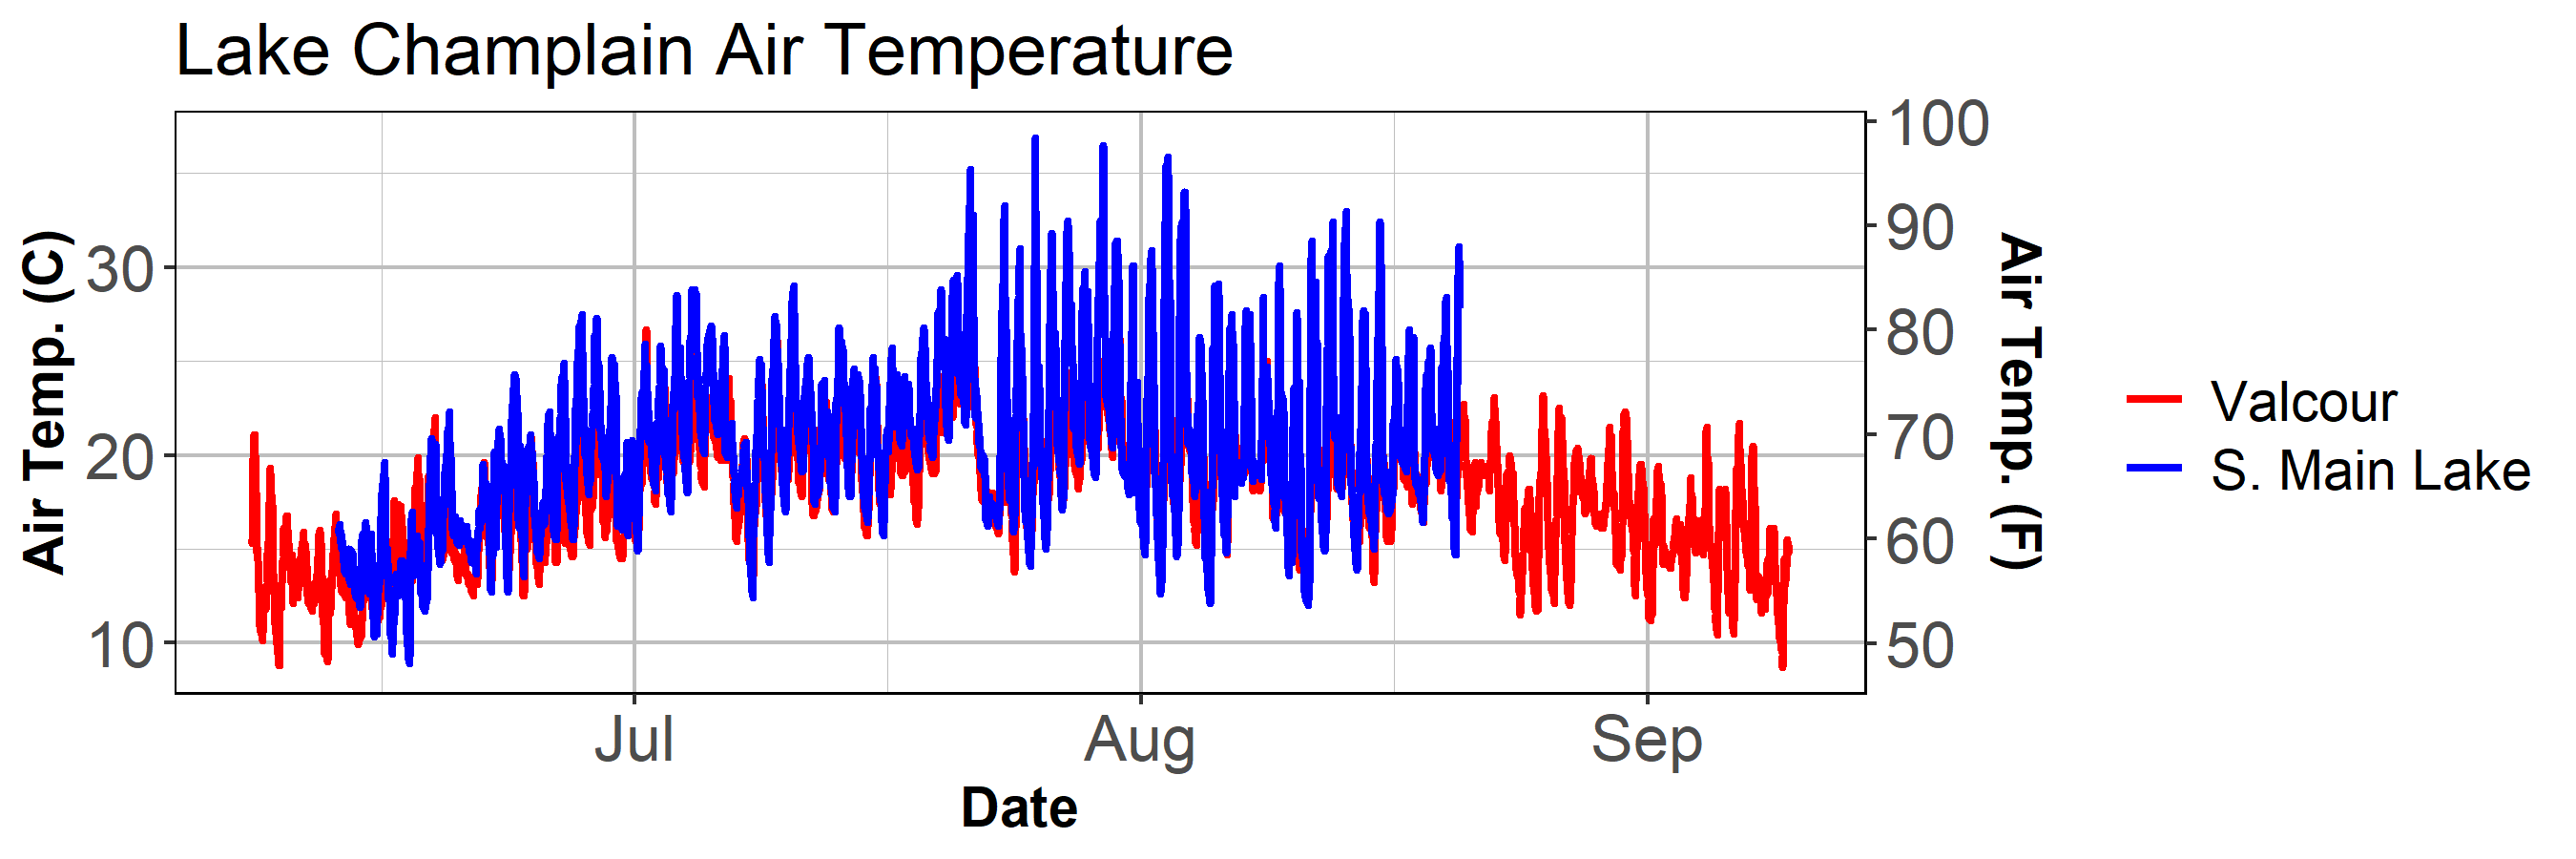 Lake Champlain Air Temperature
Air Temp. (C)
30
20
10
100
90
80
70
60
50
Air Temp. (F)
Jul
Aug
Sep
Date
Valcour
S. Main Lake